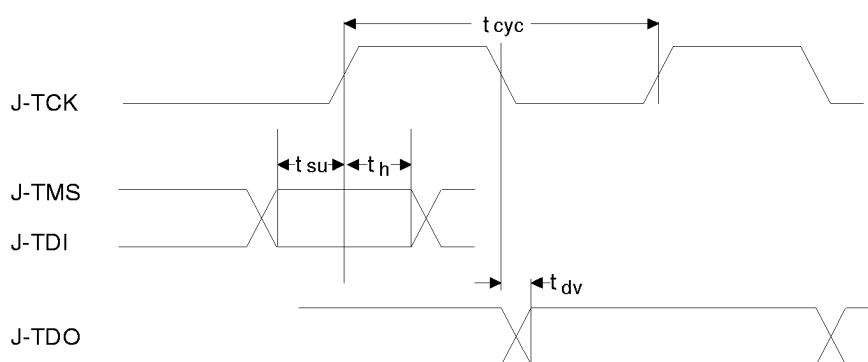 t cyc
J-TCK
t su
t h
J-TMS
J-TDI
t dv
J-TDO